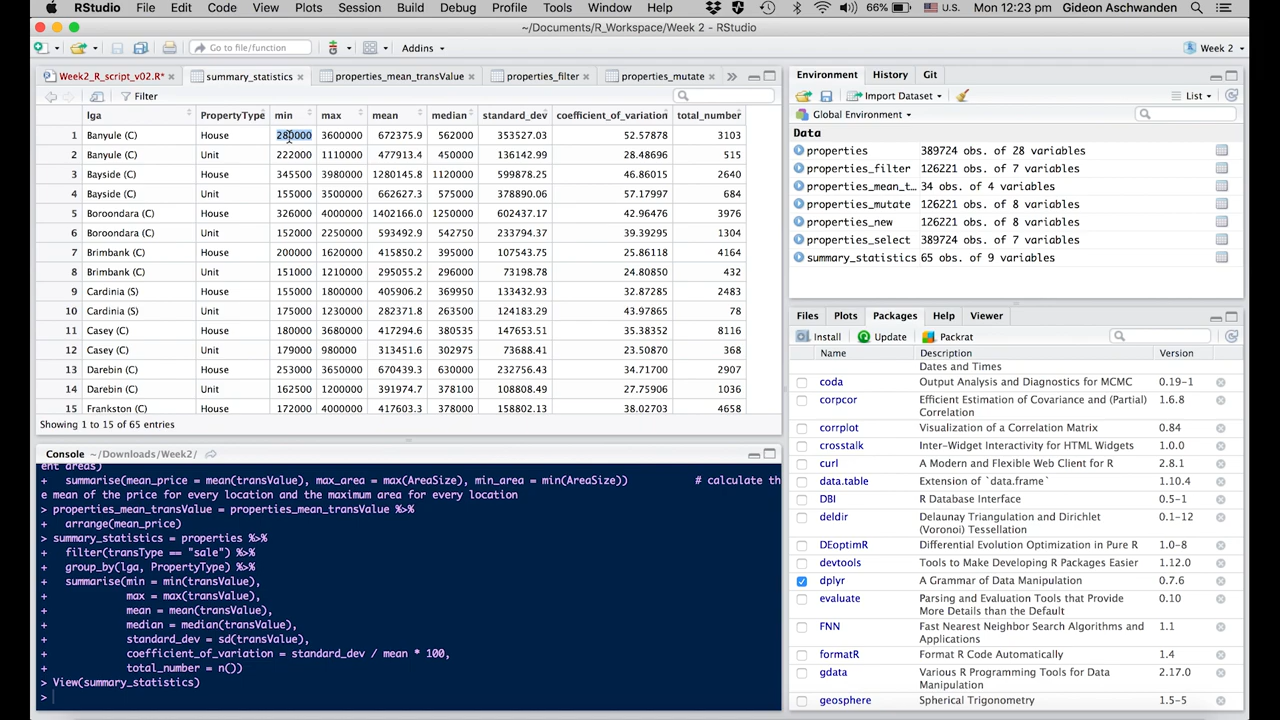 RStudio File Edit Code View Plots Session Build Debug Profile Tools Window Help 66% U.S. Mon 12:23 pm Gideon Aschwanden
~/Documents/R_Workspace/Week 2 - RStudio
Go to file/function Addins Week 2
Week2_R_script_v02.R* summary_statistics properties_mean_transValue properties_filter properties_mutate
Filter
lga PropertyType min max mean median standard_dev coefficient_of_variation total_number
1 Banyule (C) House 280000 3600000 672375.9 562000 353527.03 52.57878 3103
2 Banyule (C) Unit 222000 1110000 477913.4 450000 136142.99 28.48696 515
3 Bayside (C) House 345500 3980000 1280145.8 1120000 599878.25 46.86015 2640
4 Bayside (C) Unit 155000 3500000 662627.3 575000 378890.06 57.17997 684
5 Boroondara (C) House 326000 4000000 1402166.0 1250000 602437.17 42.96476 3976
6 Boroondara (C) Unit 152000 2250000 593492.9 542750 233794.37 39.39295 1304
7 Brimbank (C) House 200000 1620000 415850.2 395000 107543.75 25.86118 4164
8 Brimbank (C) Unit 151000 1210000 295055.2 296000 73198.78 24.80850 432
9 Cardinia (S) House 155000 1800000 405906.2 369950 133432.93 32.87285 2483
10 Cardinia (S) Unit 175000 1230000 282371.8 263500 124183.29 43.97865 78
11 Casey (C) House 180000 3680000 417294.6 380535 147653.51 35.38352 8116
12 Casey (C) Unit 179000 980000 313451.6 302975 73688.41 23.50870 368
13 Darebin (C) House 253000 3650000 670439.3 630000 232756.43 34.71700 2907
14 Darebin (C) Unit 162500 1200000 391974.7 378100 108808.49 27.75906 1036
15 Frankston (C) House 172000 4000000 417603.3 378000 158802.13 38.02703 4658
Showing 1 to 15 of 65 entries
Console ~/Downloads/Week2/
ent areas)
+ summarise(mean_price = mean(transValue), max_area = max(AreaSize), min_area = min(AreaSize)) # calculate th
e mean of the price for every location and the maximum area for every location
> properties_mean_transValue = properties_mean_transValue %>%
+ arrange(mean_price)
> summary_statistics = properties %>%
+ filter(transType == "sale") %>%
+ group_by(lga, PropertyType) %>%
+ summarise(min = min(transValue),
+ max = max(transValue),
+ mean = mean(transValue),
+ median = median(transValue),
+ standard_dev = sd(transValue),
+ coefficient_of_variation = standard_dev / mean * 100,
+ total_number = n())
> View(summary_statistics)
>
Environment History Git
Import Dataset List
Global Environment
Data
properties 389724 obs. of 28 variables
properties_filter 126221 obs. of 7 variables
properties_mean_t… 34 obs. of 4 variables
properties_mutate 126221 obs. of 8 variables
properties_new 126221 obs. of 8 variables
properties_select 389724 obs. of 7 variables
summary_statistics 65 obs. of 9 variables
Files Plots Packages Help Viewer
Install Update Packrat
Name Description Version
Dates and Times
coda Output Analysis and Diagnostics for MCMC 0.19-1
corpcor Efficient Estimation of Covariance and (Partial) Correlation 1.6.8
corrplot Visualization of a Correlation Matrix 0.84
crosstalk Inter-Widget Interactivity for HTML Widgets 1.0.0
curl A Modern and Flexible Web Client for R 2.8.1
data.table Extension of `data.frame` 1.10.4
DBI R Database Interface 0.5-1
deldir Delaunay Triangulation and Dirichlet (Voronoi) Tessellation 0.1-12
DEoptimR Differential Evolution Optimization in Pure R 1.0-8
devtools Tools to Make Developing R Packages Easier 1.12.0
dplyr A Grammar of Data Manipulation 0.7.6
evaluate Parsing and Evaluation Tools that Provide More Details than the Default 0.10
FNN Fast Nearest Neighbor Search Algorithms and Applications 1.1
formatR Format R Code Automatically 1.4
gdata Various R Programming Tools for Data Manipulation 2.17.0
geosphere Spherical Trigonometry 1.5-5